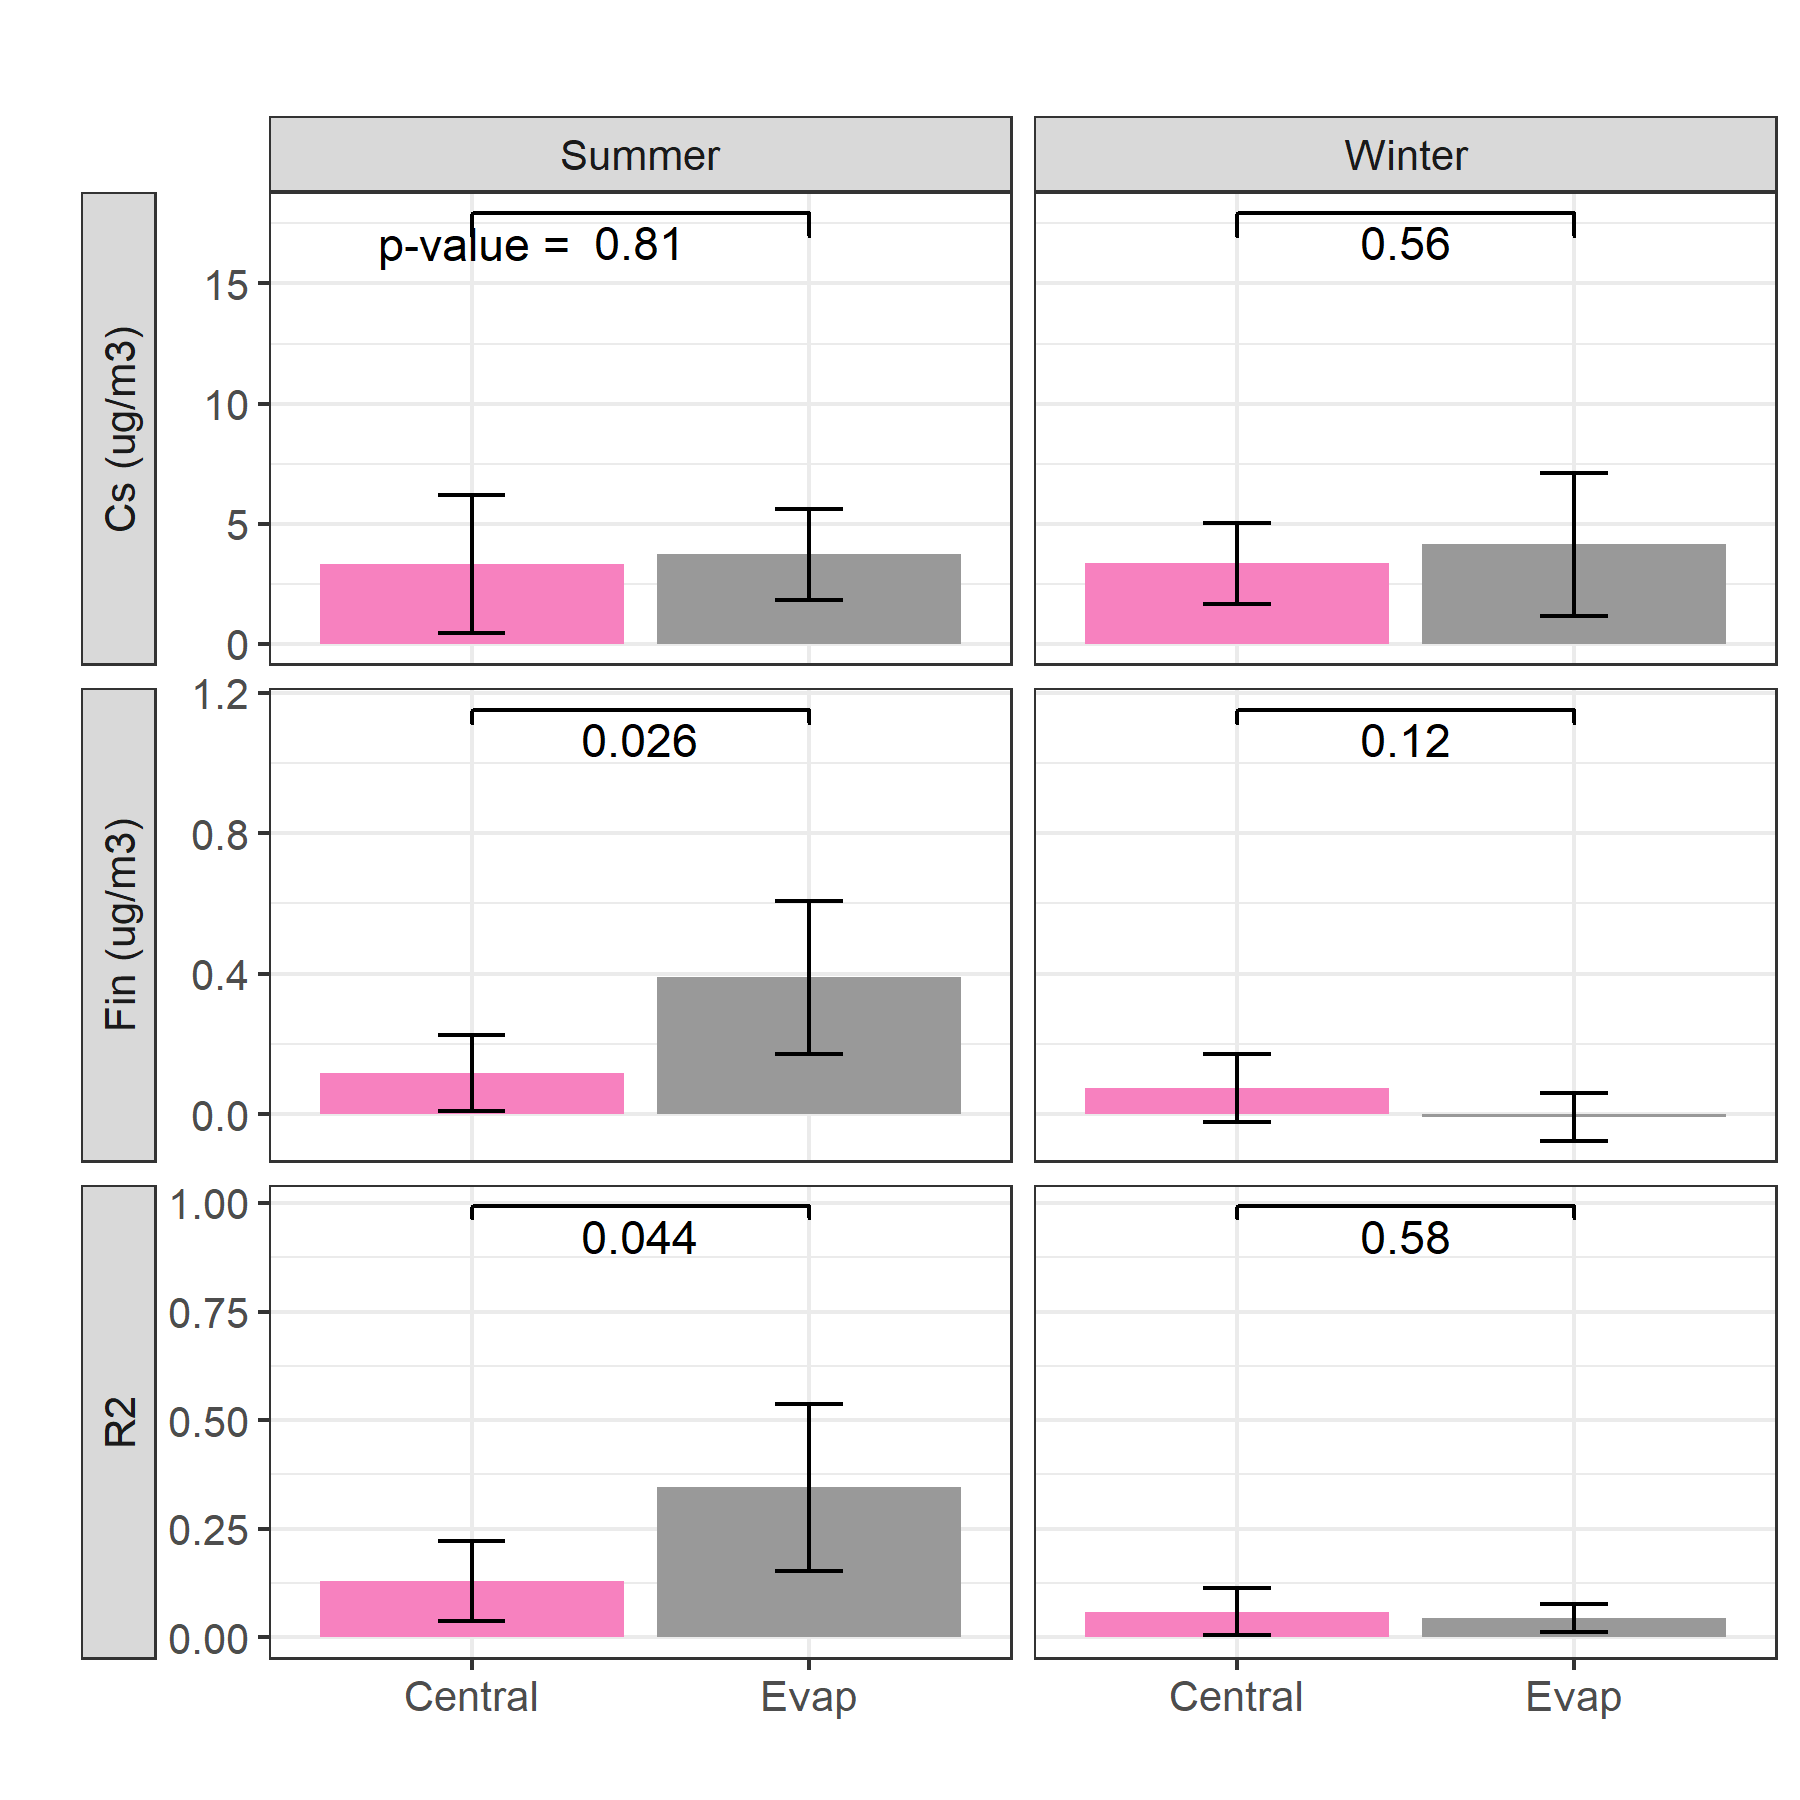 Summer
Winter
Cs (ug/m3)
15
10
5
0
p-value = 0.81
0.56
Fin (ug/m3)
1.2
0.8
0.4
0.0
0.026
0.12
R2
1.00
0.75
0.50
0.25
0.00
0.044
0.58
Central
Evap
Central
Evap